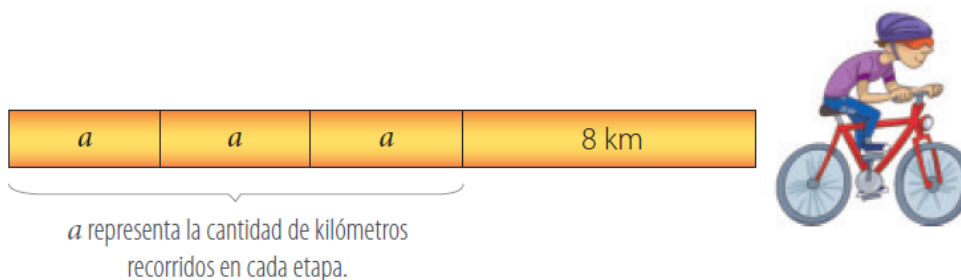 a a a 8 km
a representa la cantidad de kilómetros
recorridos en cada etapa.